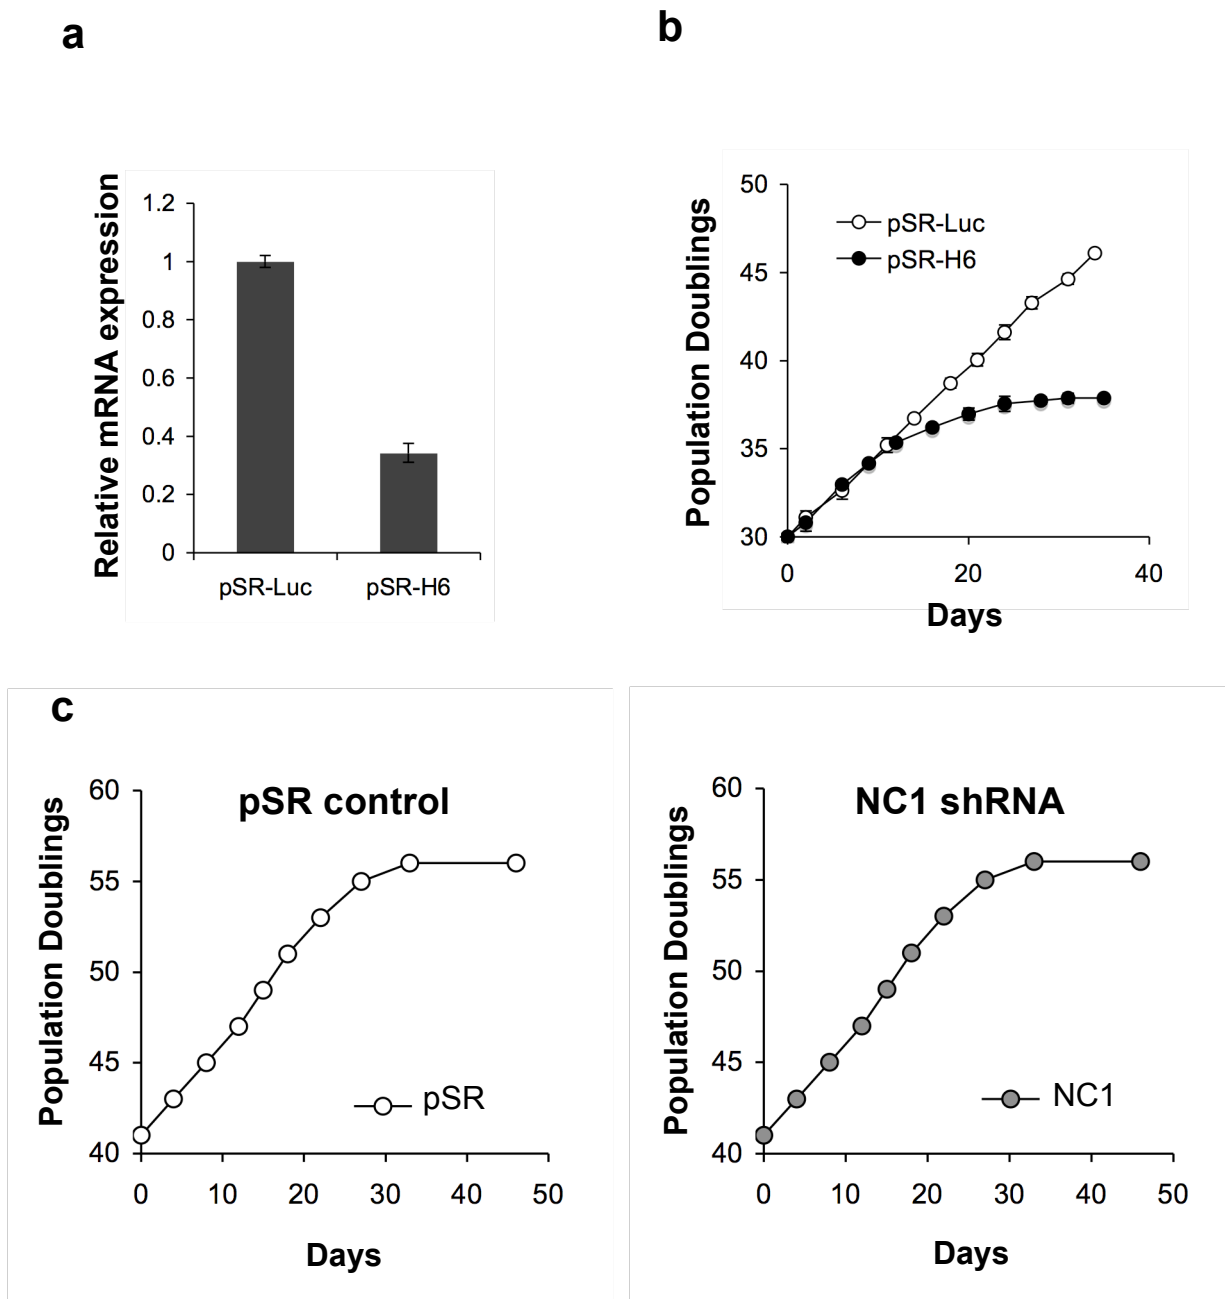 a
Relative mRNA expression
1.2
1
0.8
0.6
0.4
0.2
0
pSR-Luc pSR-H6
b
Population Doublings
50
45
40
35
30
pSR-Luc
pSR-H6
0 20 40
Days
c
pSR control
Population Doublings
60
55
50
45
40
pSR
0 10 20 30 40 50
Days
NC1 shRNA
Population Doublings
60
55
50
45
40
NC1
0 10 20 30 40 50
Days